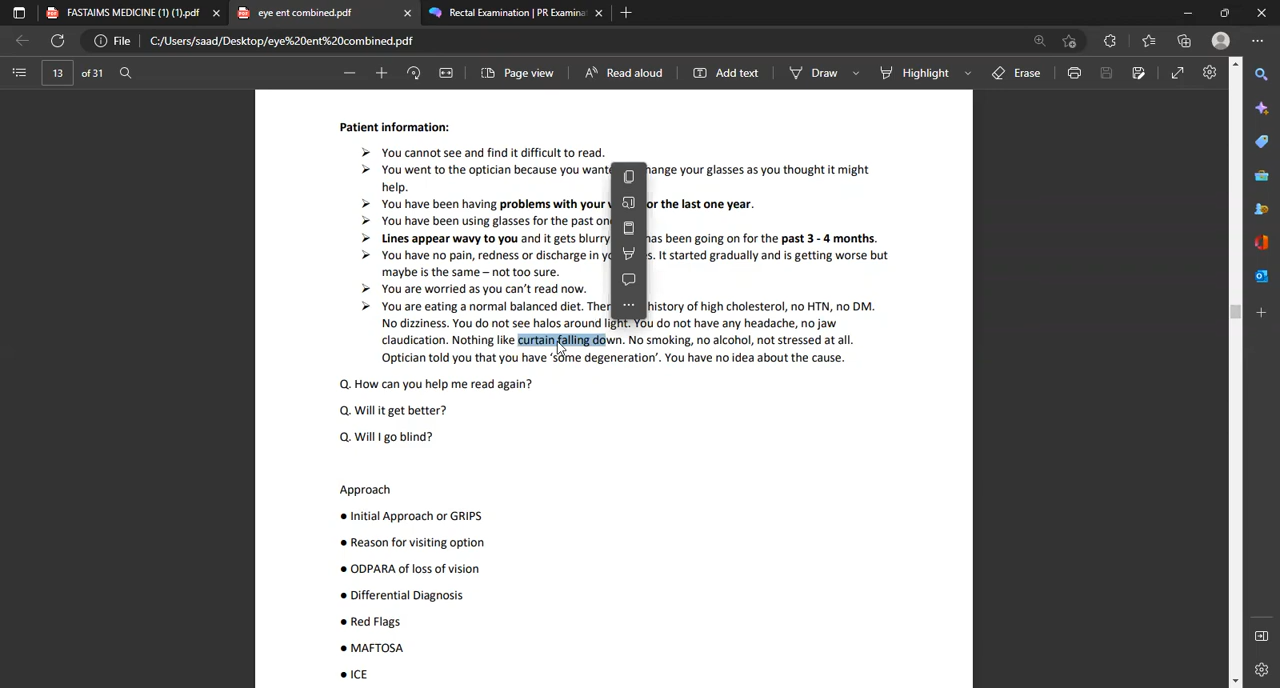 FASTAIMS MEDICINE (1) (1).pdf
eye ent combined.pdf
Rectal Examination | PR Examina
File
C:/Users/saad/Desktop/eye%20ent%20combined.pdf
13 of 31
Page view
Read aloud
Add text
Draw
Highlight
Erase
Patient information:
➢ You cannot see and find it difficult to read.
➢ You went to the optician because you wante hange your glasses as you thought it might
help.
➢ You have been having problems with your or the last one year.
➢ You have been using glasses for the past on
➢ Lines appear wavy to you and it gets blurry has been going on for the past 3 - 4 months.
➢ You have no pain, redness or discharge in yo s. It started gradually and is getting worse but
maybe is the same – not too sure.
➢ You are worried as you can’t read now.
➢ You are eating a normal balanced diet. Ther history of high cholesterol, no HTN, no DM.
No dizziness. You do not see halos around light. You do not have any headache, no jaw
claudication. Nothing like curtain falling down. No smoking, no alcohol, not stressed at all.
Optician told you that you have ‘some degeneration’. You have no idea about the cause.
Q. How can you help me read again?
Q. Will it get better?
Q. Will I go blind?
Approach
● Initial Approach or GRIPS
● Reason for visiting option
● ODPARA of loss of vision
● Differential Diagnosis
● Red Flags
● MAFTOSA
● ICE